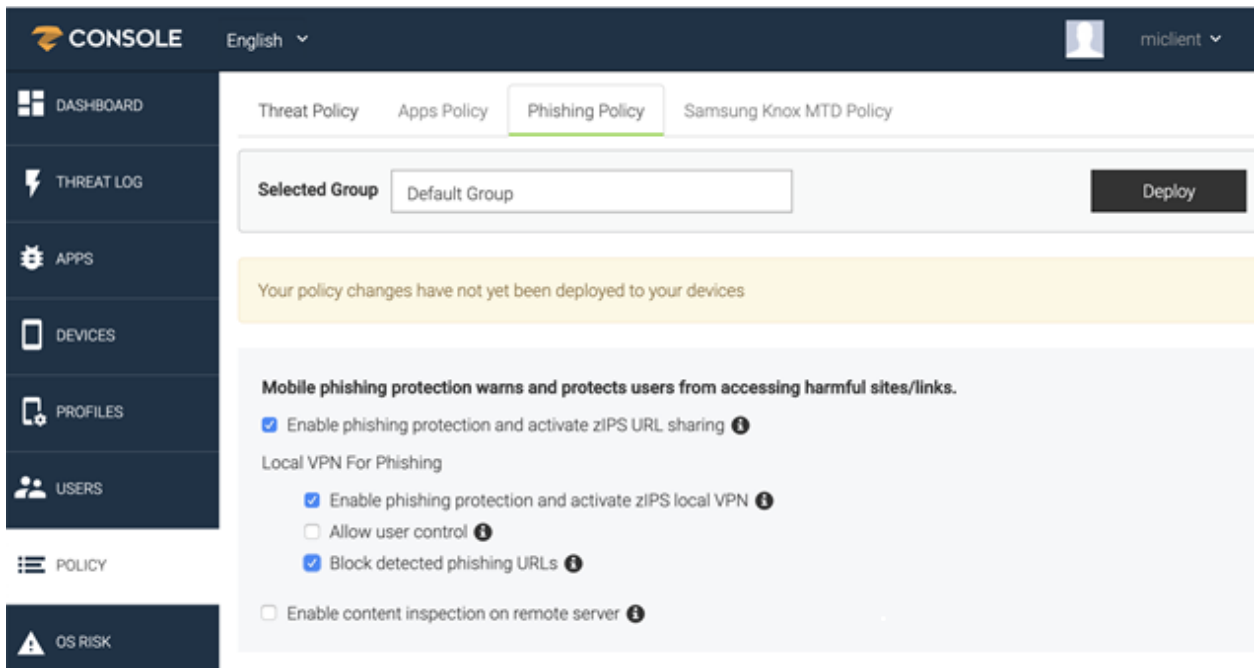 CONSOLE English miclient
DASHBOARD
THREAT LOG
APPS
DEVICES
PROFILES
USERS
POLICY
OS RISK
Threat Policy Apps Policy Phishing Policy Samsung Knox MTD Policy
Selected Group Default Group Deploy
Your policy changes have not yet been deployed to your devices
Mobile phishing protection warns and protects users from accessing harmful sites/links.
Enable phishing protection and activate zIPS URL sharing
Local VPN For Phishing
Enable phishing protection and activate zIPS local VPN
Allow user control
Block detected phishing URLs
Enable content inspection on remote server